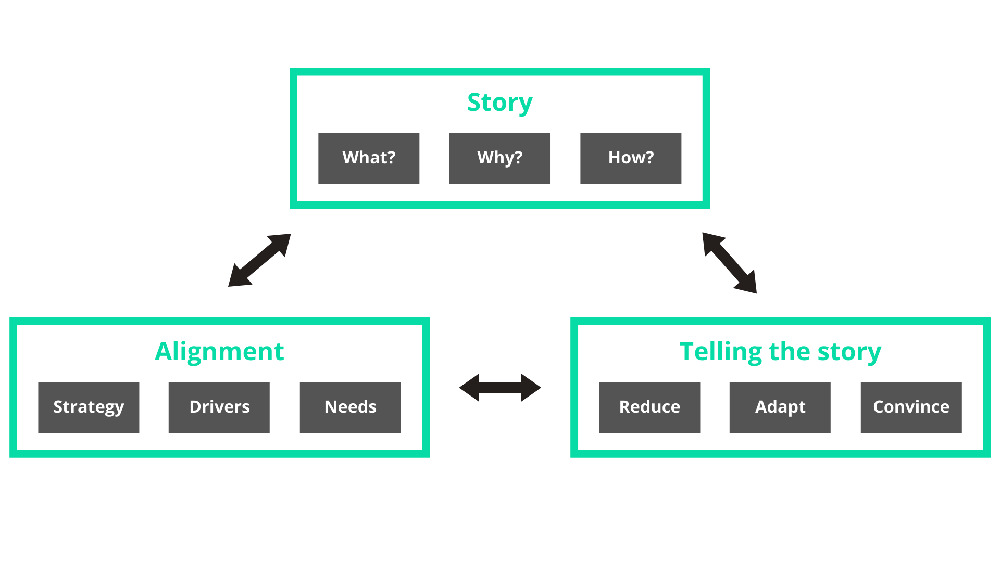 Story
What?
Why?
How?
Alignment
Strategy
Drivers
Needs
Telling the story
Reduce
Adapt
Convince